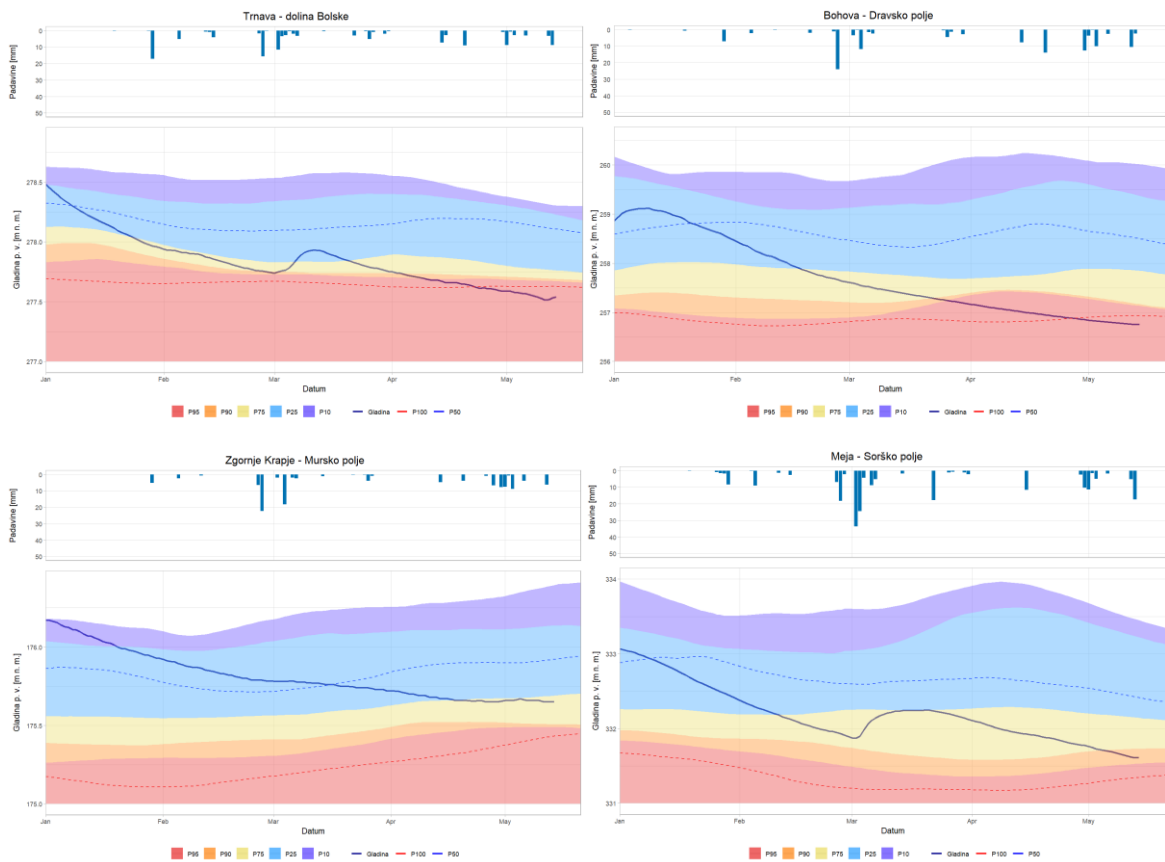 Trnava - dolina Bolske
Padavine [mm]
0
10
20
30
40
50
Gladina p. v. [m n. m.]
278.5
278.0
277.5
277.0
Jan Feb Mar Apr May
Datum
P95 P90 P75 P25 P10 Gladina P100 P50
Bohova - Dravsko polje
Padavine [mm]
0
10
20
30
40
50
Gladina p. v. [m n. m.]
260
259
258
257
256
Jan Feb Mar Apr May
Datum
P95 P90 P75 P25 P10 Gladina P100 P50
Zgornje Krapje - Mursko polje
Padavine [mm]
0
10
20
30
40
50
Gladina p. v. [m n. m.]
176.0
175.5
175.0
Jan Feb Mar Apr May
Datum
P95 P90 P75 P25 P10 Gladina P100 P50
Meja - Sorško polje
Padavine [mm]
0
10
20
30
40
50
Gladina p. v. [m n. m.]
334
333
332
331
Jan Feb Mar Apr May
Datum
P95 P90 P75 P25 P10 Gladina P100 P50